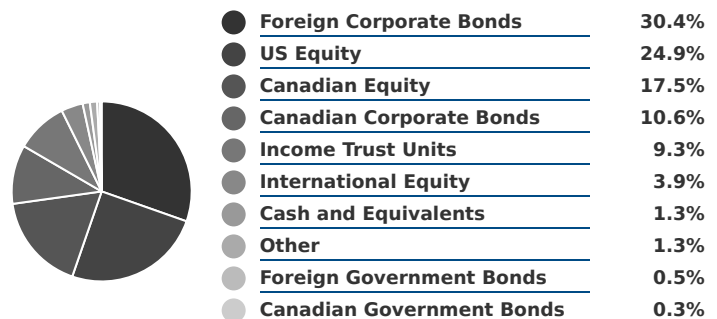 Foreign Corporate Bonds 30.4%
US Equity 24.9%
Canadian Equity 17.5%
Canadian Corporate Bonds 10.6%
Income Trust Units 9.3%
International Equity 3.9%
Cash and Equivalents 1.3%
Other 1.3%
Foreign Government Bonds 0.5%
Canadian Government Bonds 0.3%